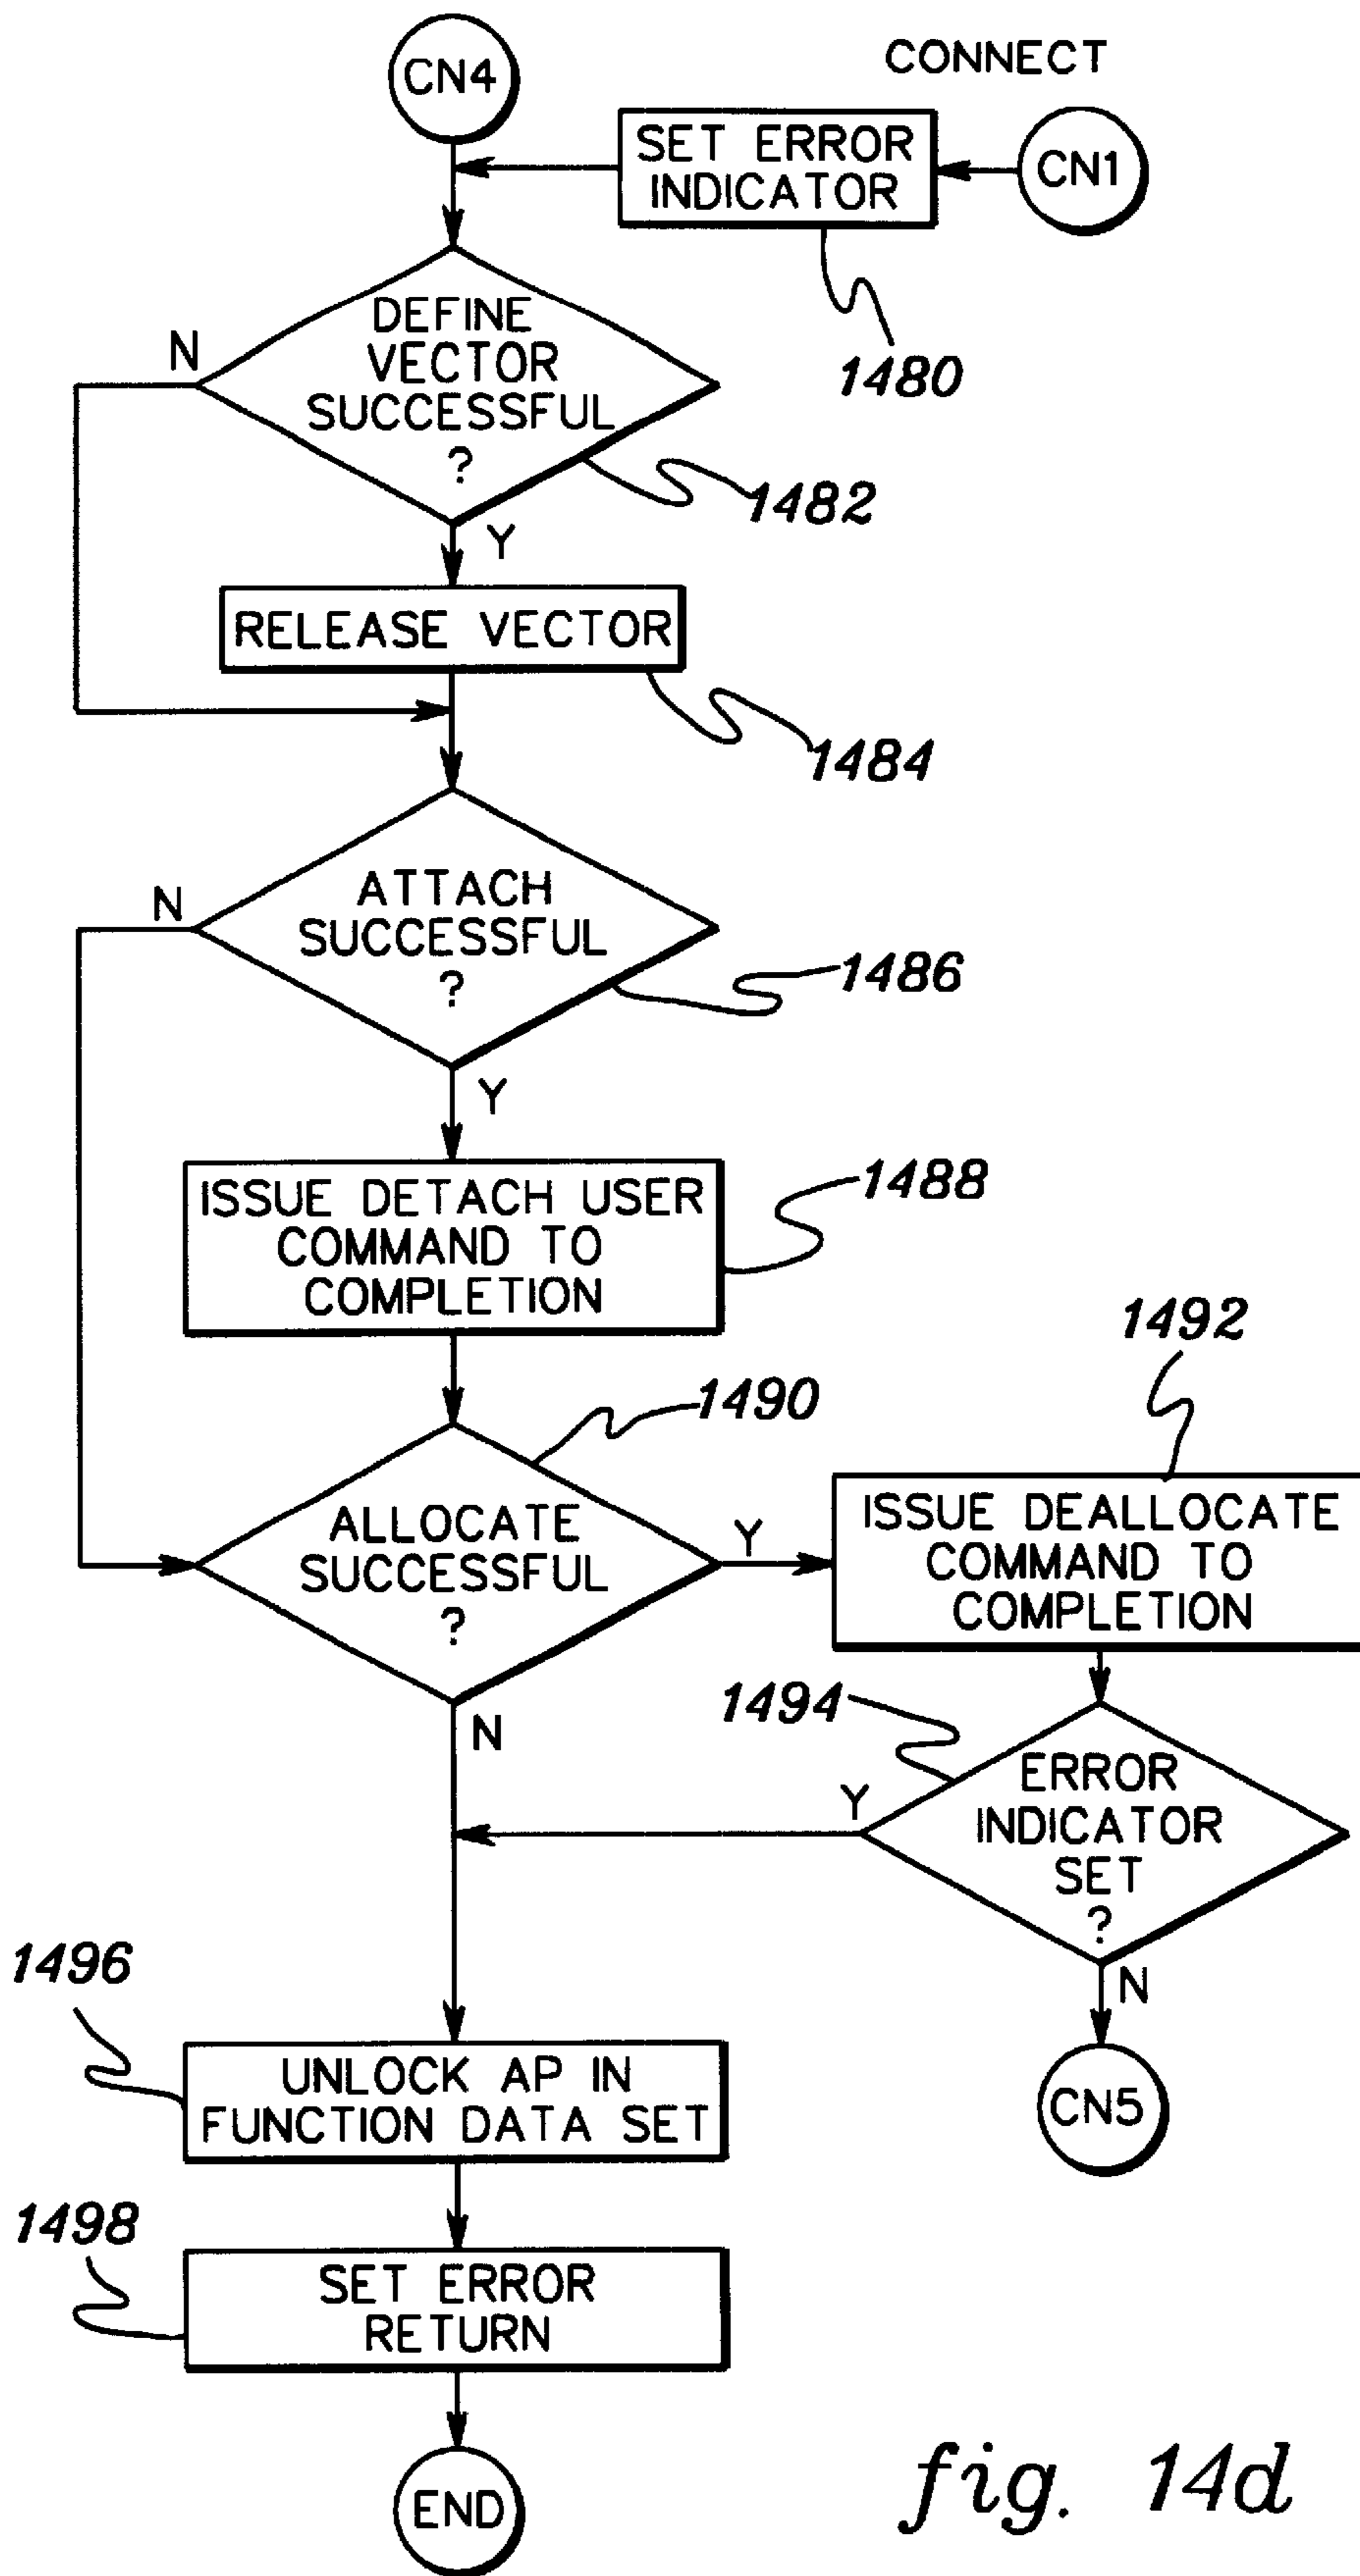 CN4
CONNECT
SET ERROR
INDICATOR
CN1
1480
DEFINE
VECTOR
SUCCESSFUL
?
N
1482
Y
RELEASE VECTOR
1484
ATTACH
SUCCESSFUL
?
N
1486
Y
ISSUE DETACH USER
COMMAND TO
COMPLETION
1488
1490
1492
ALLOCATE
SUCCESSFUL
?
Y
ISSUE DEALLOCATE
COMMAND TO
COMPLETION
N
1494
ERROR
INDICATOR
SET
?
Y
N
CN5
1496
UNLOCK AP IN
FUNCTION DATA SET
1498
SET ERROR
RETURN
END
fig. 14d